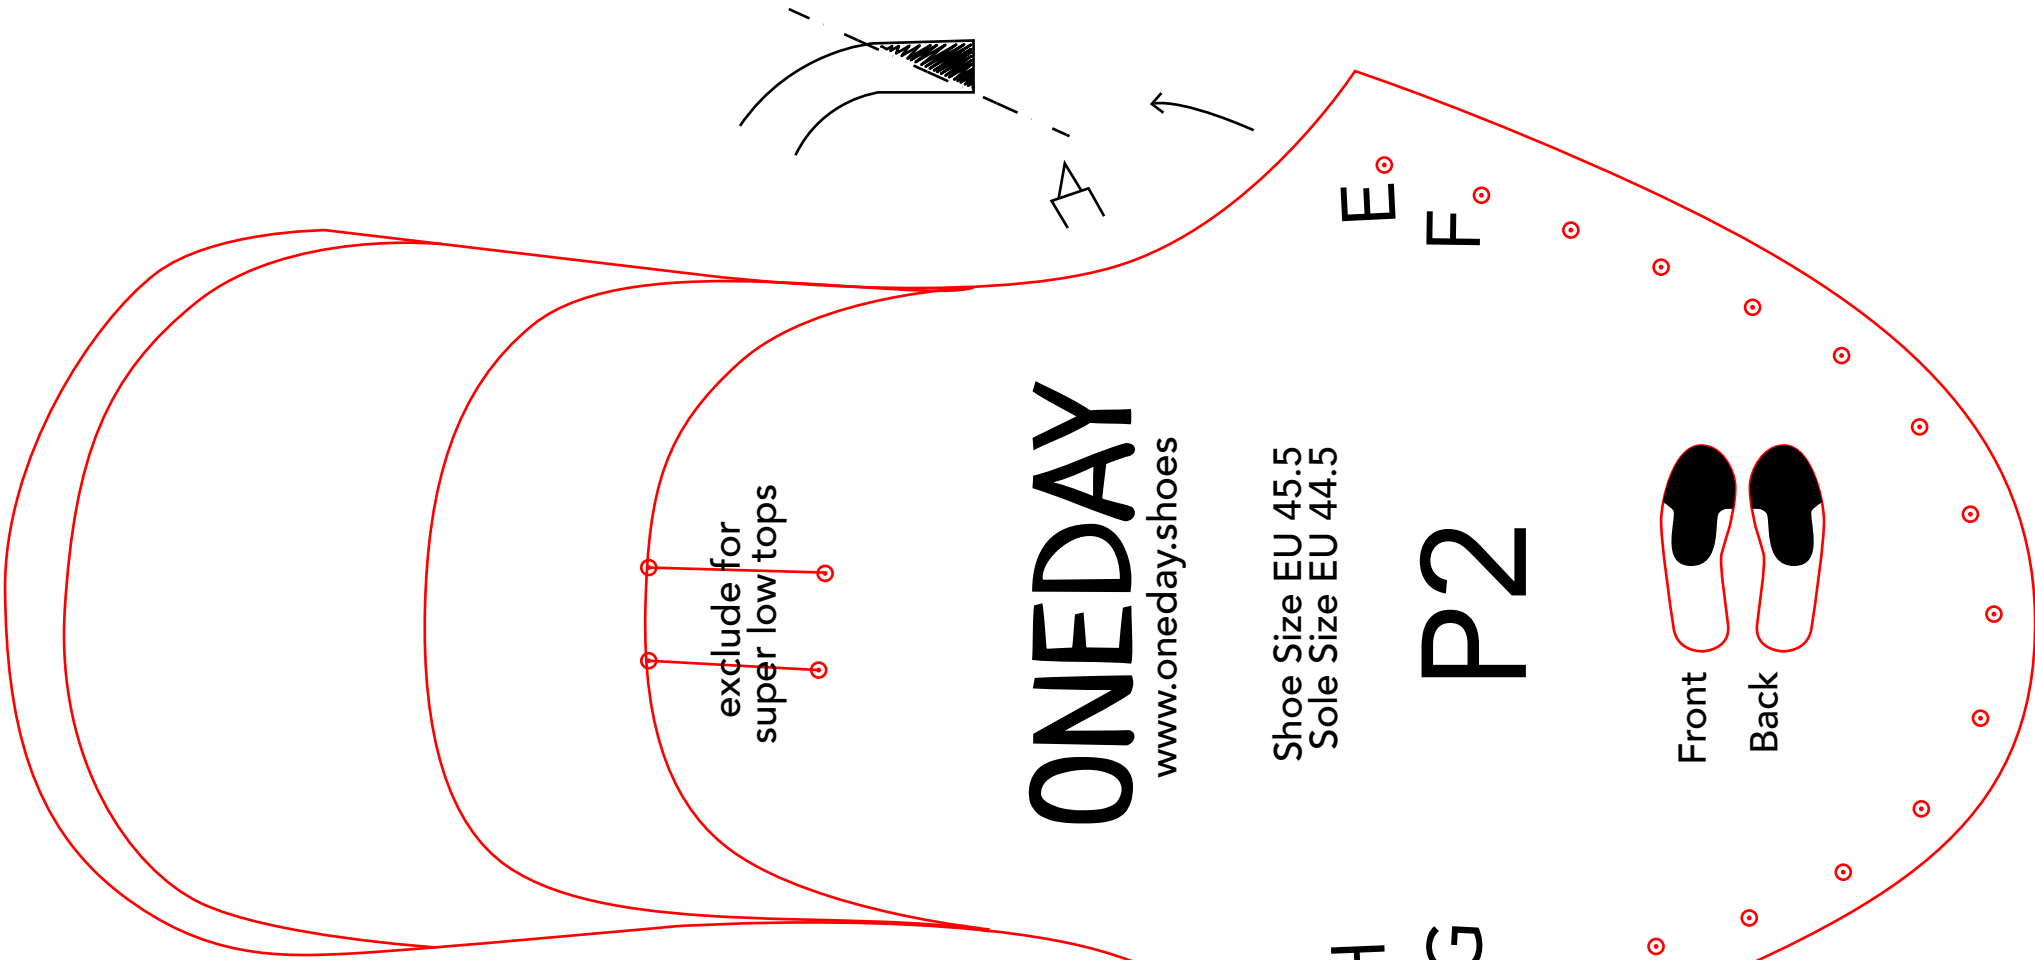 A
E
F
exclude for
super low tops
ONEDAY
www.oneday.shoes
Shoe Size EU 45.5
Sole Size EU 44.5
P2
Front
Back
G